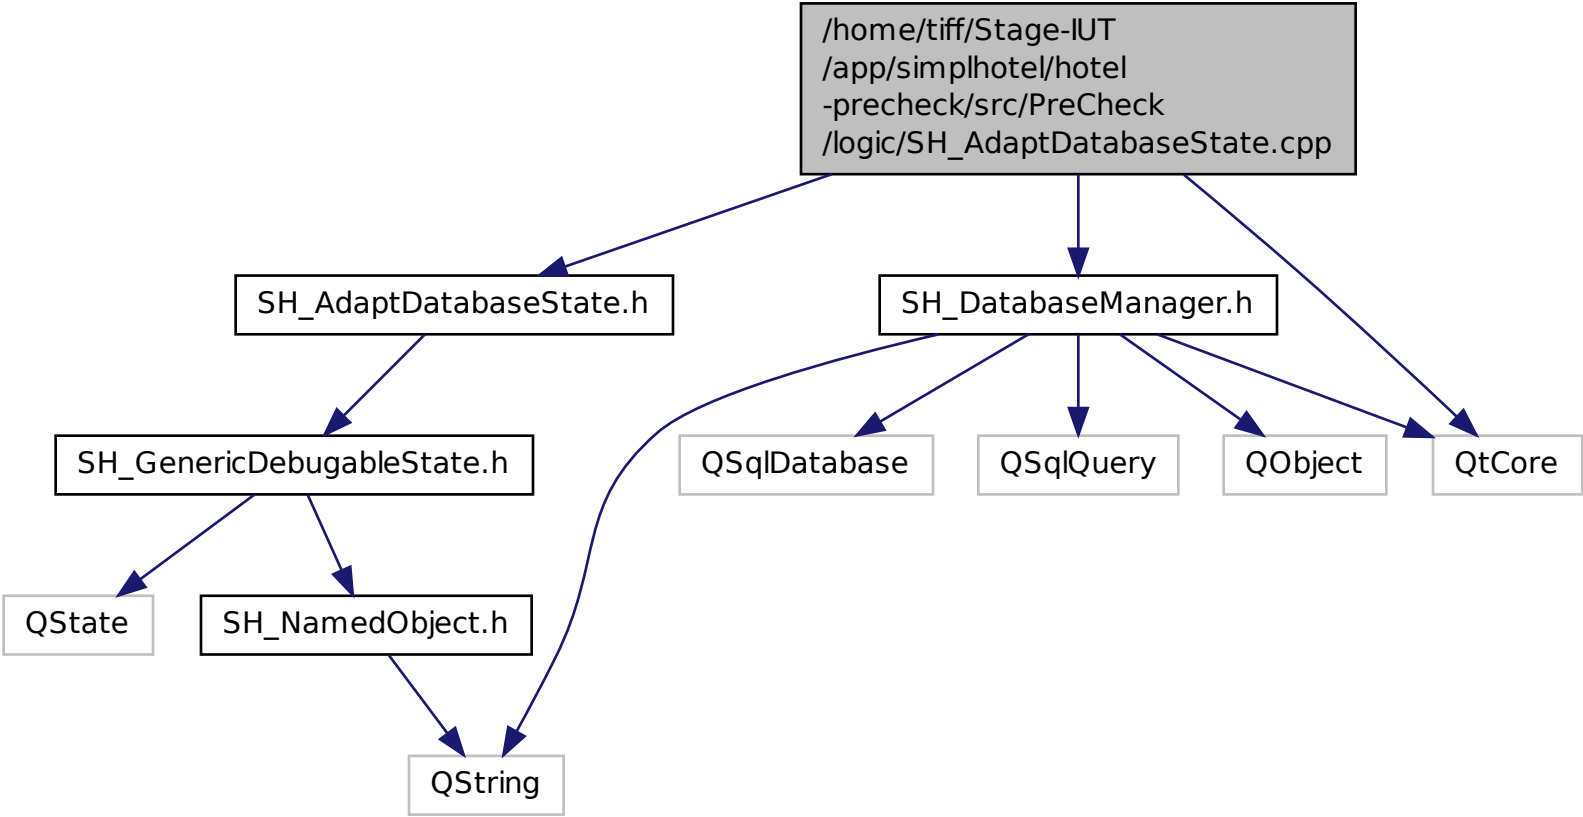 /home/tiff/Stage-IUT
/app/simplhotel/hotel
-precheck/src/PreCheck
/logic/SH_AdaptDatabaseState.cpp
SH_AdaptDatabaseState.h
SH_DatabaseManager.h
SH_GenericDebugableState.h
QSqlDatabase
QSqlQuery
QObject
QtCore
QState
SH_NamedObject.h
QString